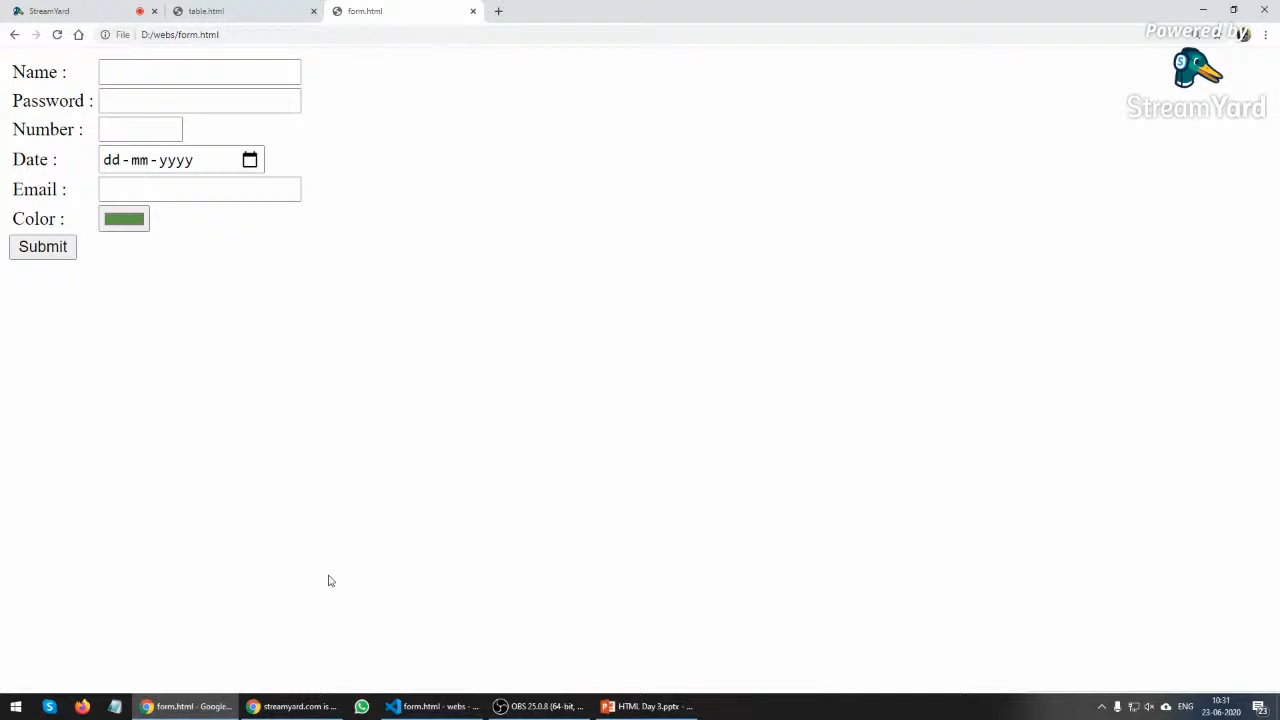 StreamYard
table.html
form.html
File
D:/webs/form.html
Powered by
StreamYard
Name :
Password :
Number :
Date :
dd-mm-yyyy
Email :
Color :
Submit
form.html - Google...
streamyard.com is ...
form.html - webs - ...
OBS 25.0.8 (64-bit, ...
HTML Day 3.pptx - ...
ENG
10:31
23-06-2020